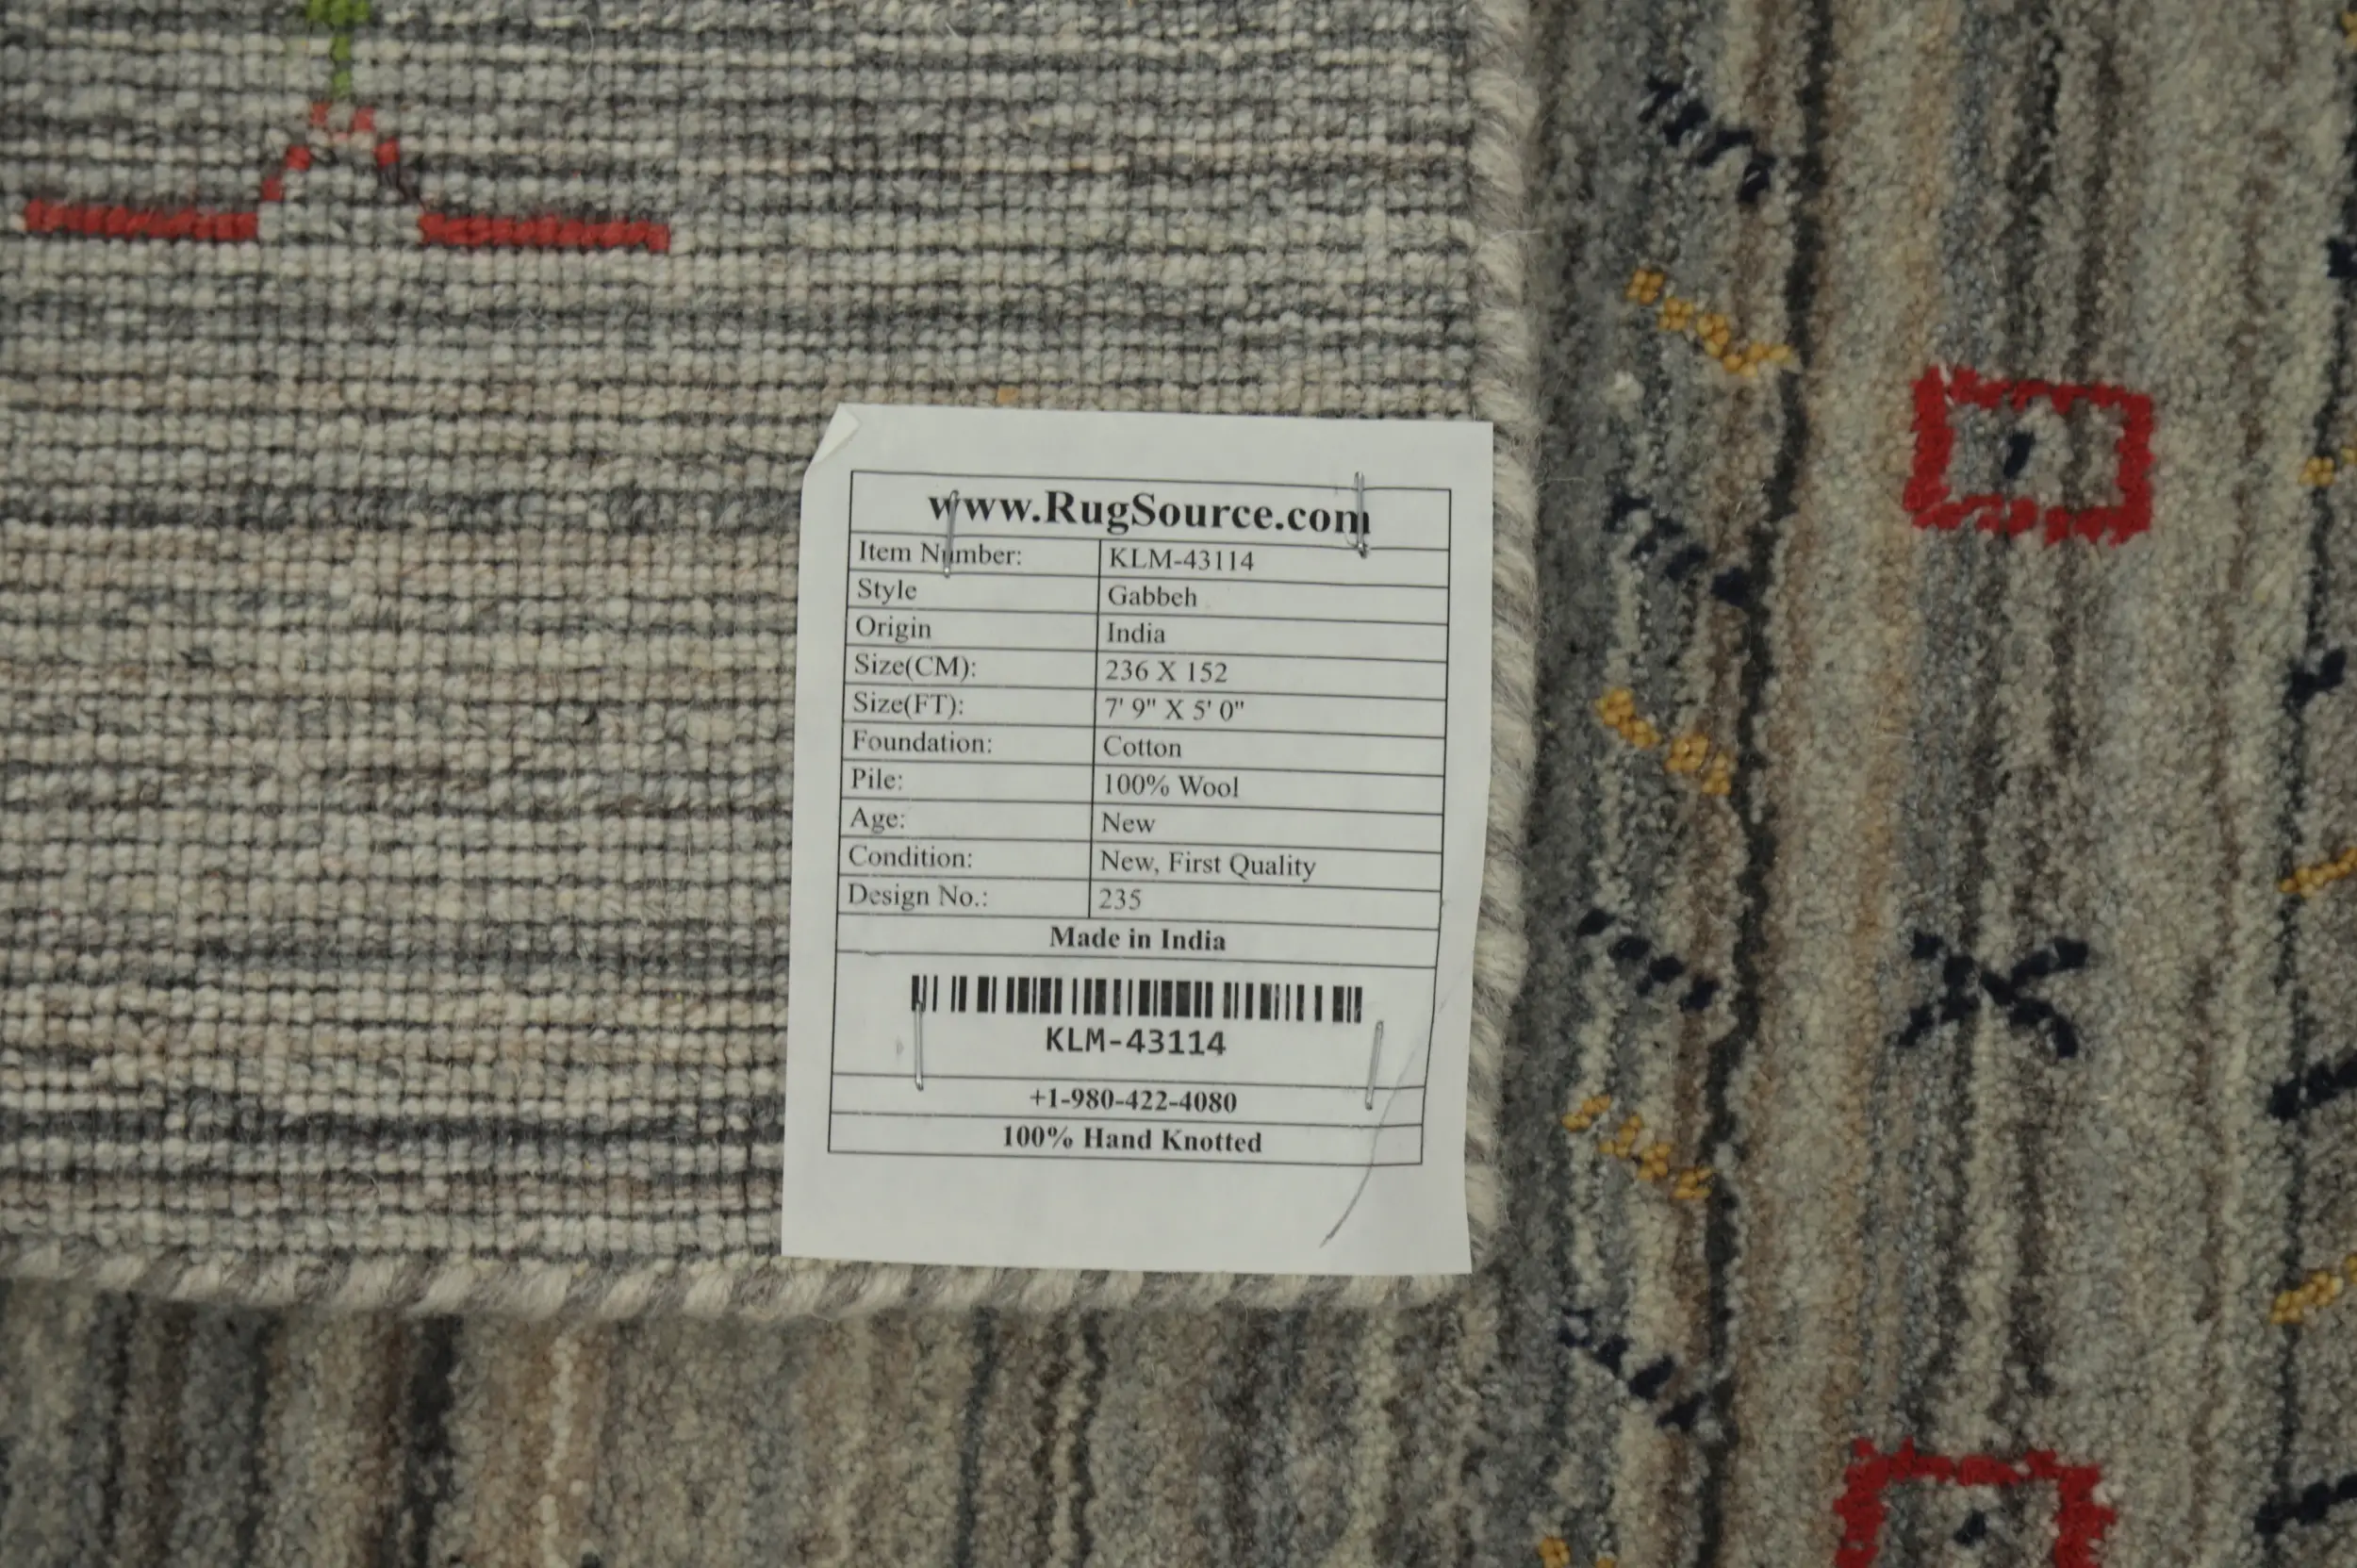 www.RugSource.com
Item Number: KLM-43114
Style Gabbeh
Origin India
Size(CM): 236 X 152
Size(FT): 7' 9" X 5' 0"
Foundation: Cotton
Pile: 100% Wool
Age: New
Condition: New, First Quality
Design No.: 235
Made in India
KLM-43114
+1-980-422-4080
100% Hand Knotted